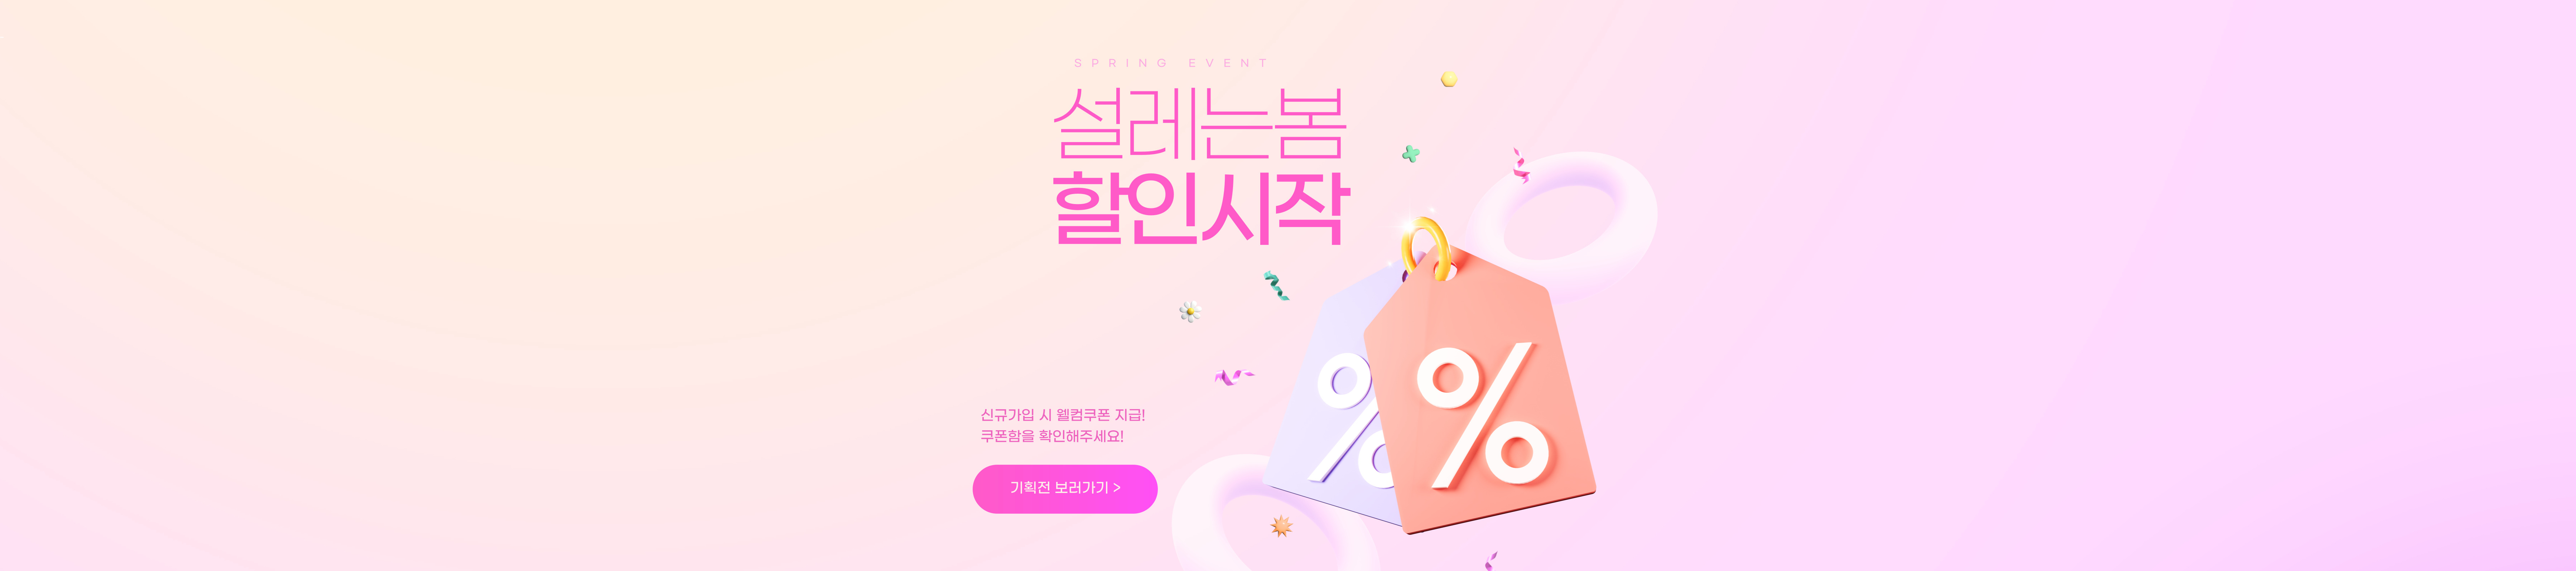 SPRING EVENT
설레는봄
할인시작
신규가입 시 웰컴쿠폰 지급!
쿠폰함을 확인해주세요!
기획전 보러가기 >
%
%